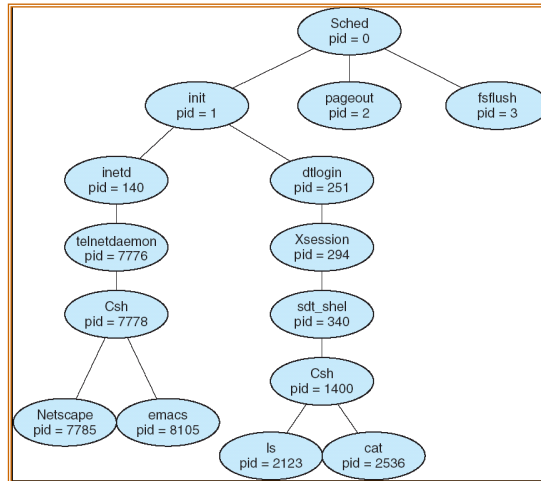 Sched
pid = 0
init
pid = 1
pageout
pid = 2
fsflush
pid = 3
inetd
pid = 140
dtlogin
pid = 251
telnetdaemon
pid = 7776
Xsession
pid = 294
Csh
pid = 7778
sdt_shel
pid = 340
Csh
pid = 1400
Netscape
pid = 7785
emacs
pid = 8105
ls
pid = 2123
cat
pid = 2536